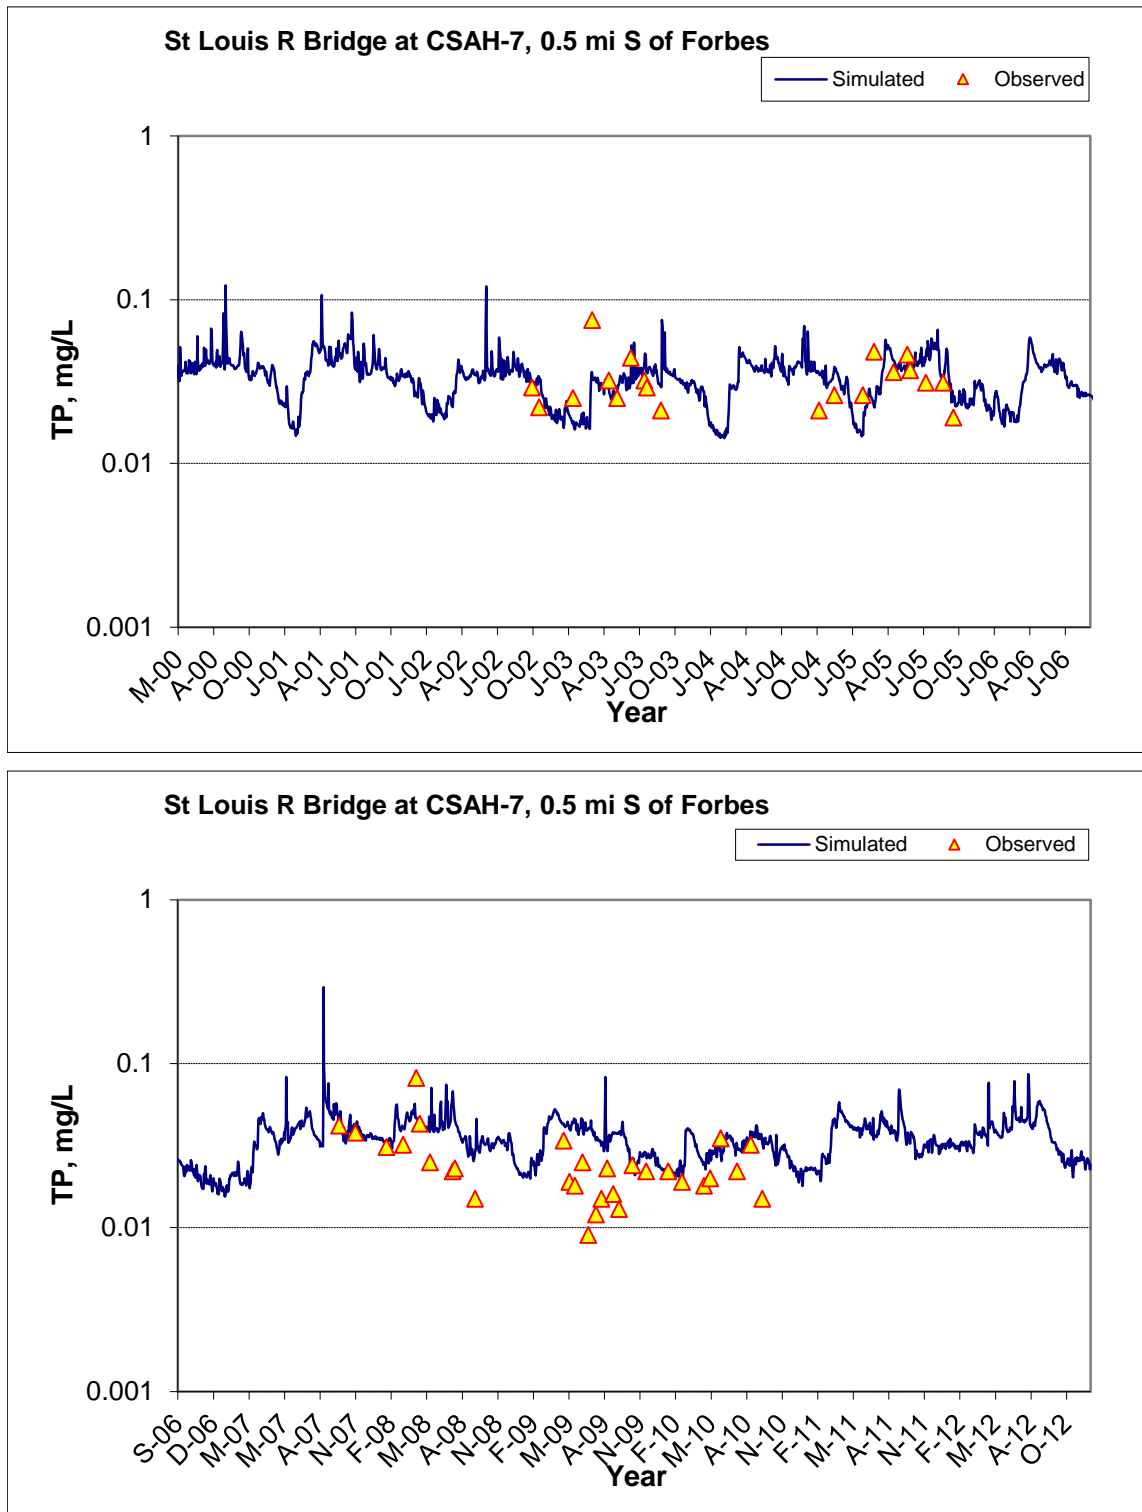 St Louis R Bridge at CSAH-7, 0.5 mi S of Forbes
Simulated Observed
1
0.1
0.01
0.001
TP, mg/L
M-00 A-00 O-00 J-01 A-01 J-01 O-01 J-02 A-02 J-02 O-02 J-03 A-03 J-03 O-03 J-04 A-04 J-04 O-04 J-05 A-05 J-05 O-05 J-06 A-06 J-06
Year
St Louis R Bridge at CSAH-7, 0.5 mi S of Forbes
Simulated Observed
1
0.1
0.01
0.001
TP, mg/L
S-06 D-06 M-07 M-07 A-07 N-07 F-08 M-08 A-08 N-08 F-09 M-09 A-09 N-09 F-10 M-10 A-10 N-10 F-11 M-11 A-11 N-11 F-12 M-12 A-12 O-12
Year